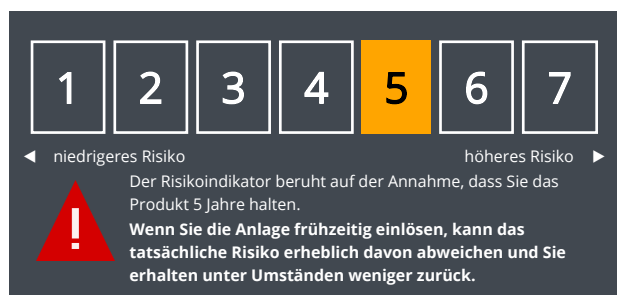 1 2 3 4 5 6 7
◄ niedrigeres Risiko höheres Risiko ►
Der Risikoindikator beruht auf der Annahme, dass Sie das
Produkt 5 Jahre halten.
Wenn Sie die Anlage frühzeitig einlösen, kann das
tatsächliche Risiko erheblich davon abweichen und Sie
erhalten unter Umständen weniger zurück.
!